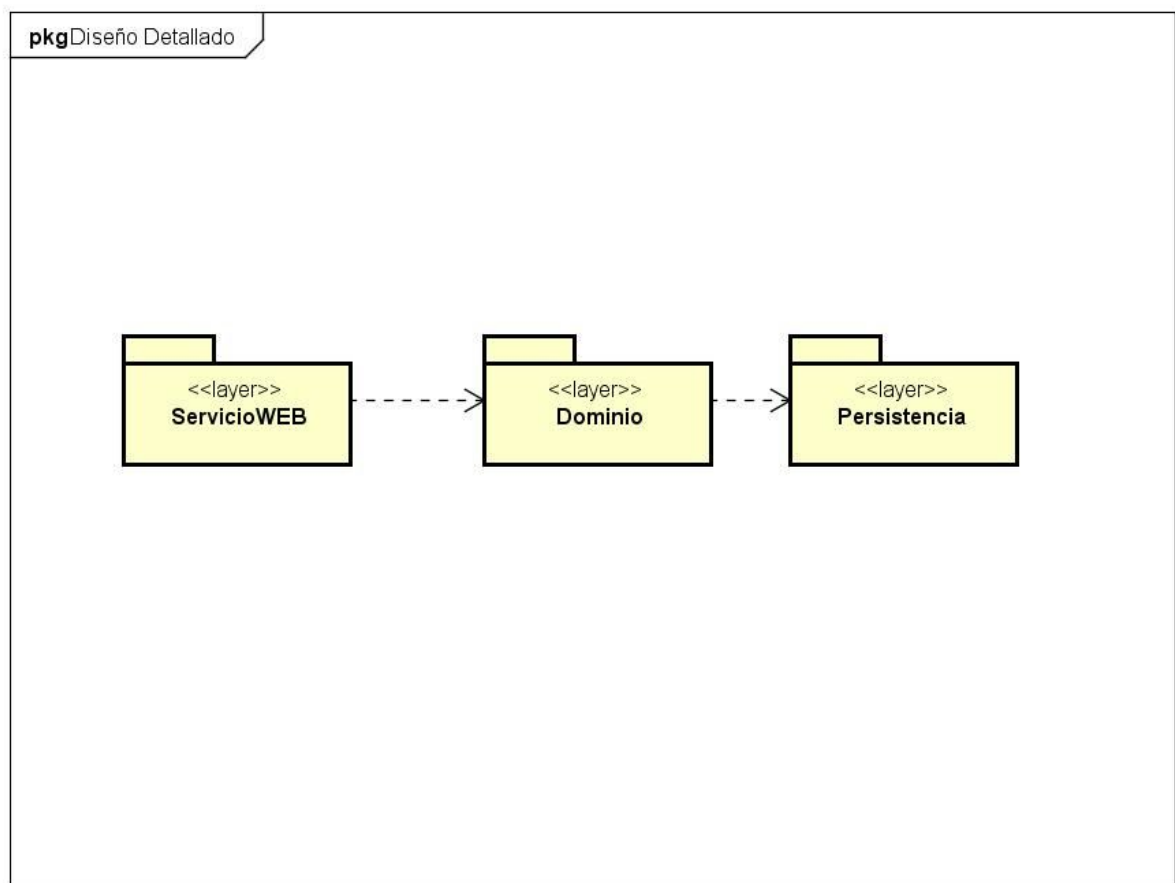 pkgDiseño Detallado
<<layer>>
ServicioWEB
<<layer>>
Dominio
<<layer>>
Persistencia